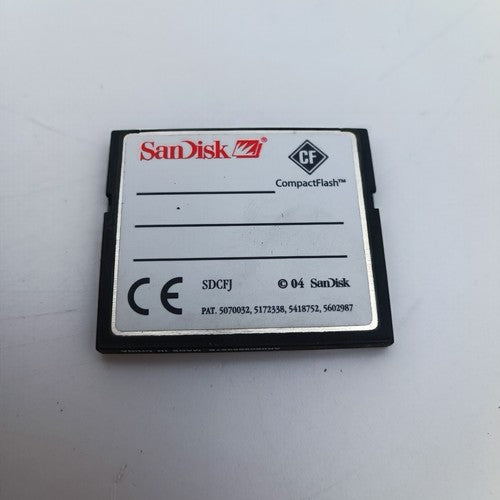 SanDisk®
CF
CompactFlash™
CE SDCFJ © 04 SanDisk
PAT. 5070032, 5172338, 5418752, 5602987